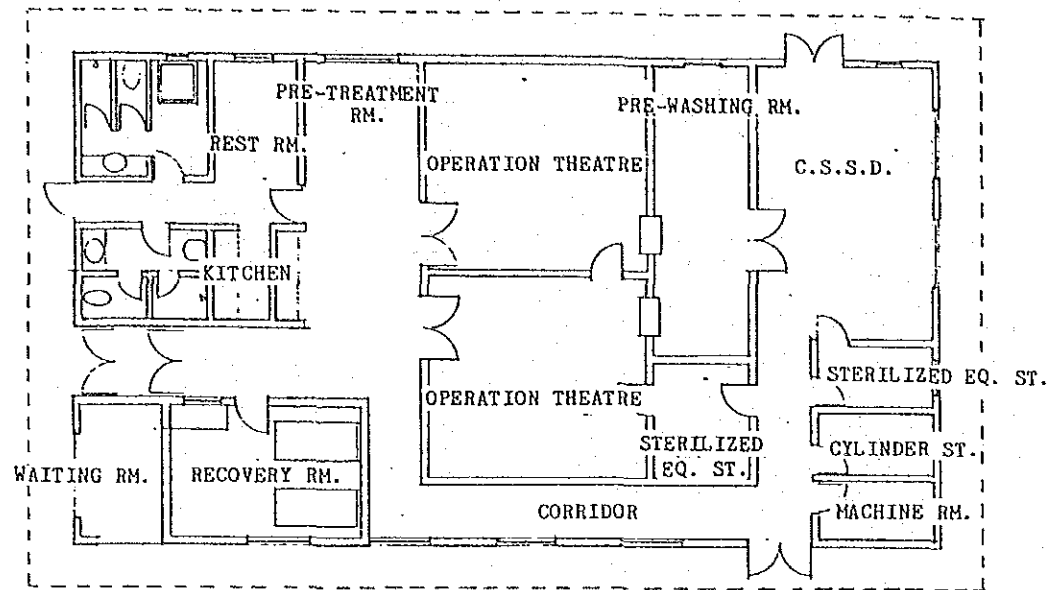 PRE-TREATMENT
RM.
PRE-WASHING RM.
REST RM.
OPERATION THEATRE
C.S.S.D.
KITCHEN
STERILIZED EQ. ST.
OPERATION THEATRE
STERILIZED
EQ. ST.
CYLINDER ST.
WAITING RM.
RECOVERY RM.
CORRIDOR
MACHINE RM.